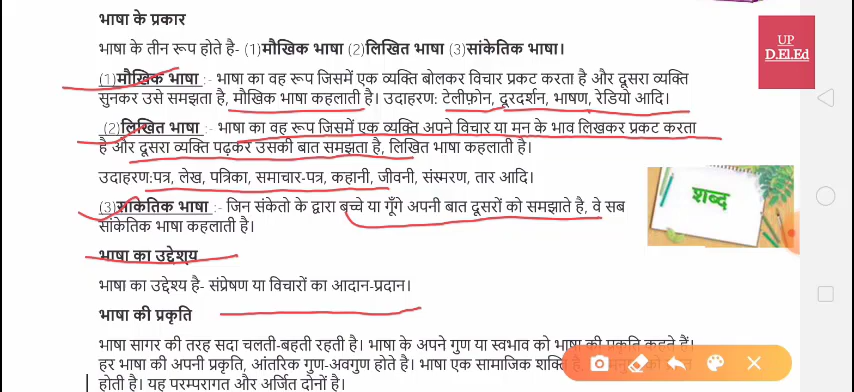 भाषा के प्रकार
भाषा के तीन रूप होते है- (1)मौखिक भाषा (2)लिखित भाषा (3)सांकेतिक भाषा।
UP
D.El.Ed
(1)मौखिक भाषा :- भाषा का वह रूप जिसमें एक व्यक्ति बोलकर विचार प्रकट करता है और दूसरा व्यक्ति
सुनकर उसे समझता है, मौखिक भाषा कहलाती है। उदाहरण: टेलीफ़ोन, दूरदर्शन, भाषण, रेडियो आदि।
(2)लिखित भाषा :- भाषा का वह रूप जिसमें एक व्यक्ति अपने विचार या मन के भाव लिखकर प्रकट करता
है और दूसरा व्यक्ति पढ़कर उसकी बात समझता है, लिखित भाषा कहलाती है।
उदाहरण:पत्र, लेख, पत्रिका, समाचार-पत्र, कहानी, जीवनी, संस्मरण, तार आदि।
(3)सांकेतिक भाषा :- जिन संकेतो के द्वारा बच्चे या गूँगे अपनी बात दूसरों को समझाते है, वे सब
सांकेतिक भाषा कहलाती है।
शब्द
भाषा का उद्देश्य
भाषा का उद्देश्य है- संप्रेषण या विचारों का आदान-प्रदान।
भाषा की प्रकृति
भाषा सागर की तरह सदा चलती-बहती रहती है। भाषा के अपने गुण या स्वभाव को भाषा की प्रकृति कहते हैं।
हर भाषा की अपनी प्रकृति, आंतरिक गुण-अवगुण होते है। भाषा एक सामाजिक शक्ति है,
होती है। यह परम्परागत और अर्जित दोनों है।